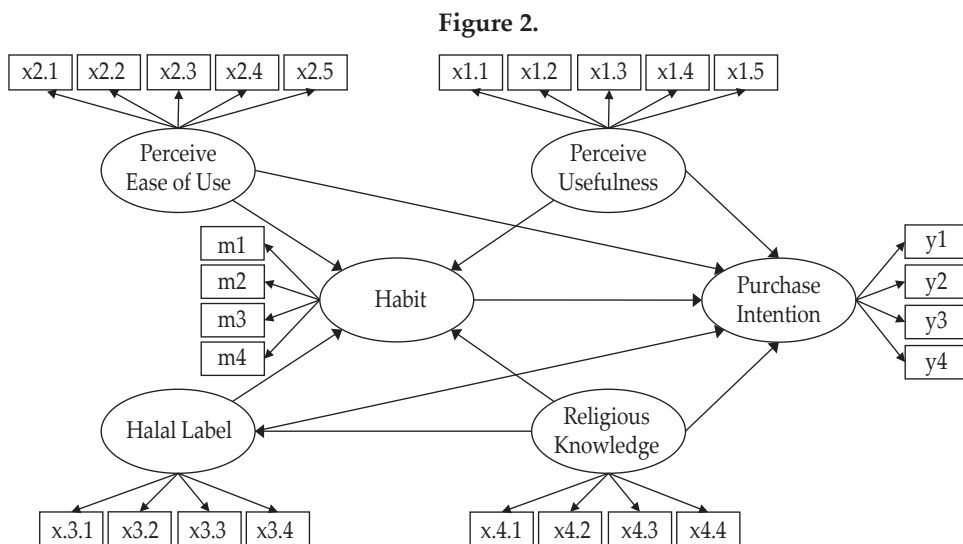 Figure 2.
x2.1 x2.2 x2.3 x2.4 x2.5
x1.1 x1.2 x1.3 x1.4 x1.5
Perceive
Ease of Use
Perceive
Usefulness
m1
m2
m3
m4
Habit
Purchase
Intention
y1
y2
y3
y4
Halal Label
Religious
Knowledge
x.3.1 x3.2 x3.3 x3.4
x.4.1 x4.2 x4.3 x4.4